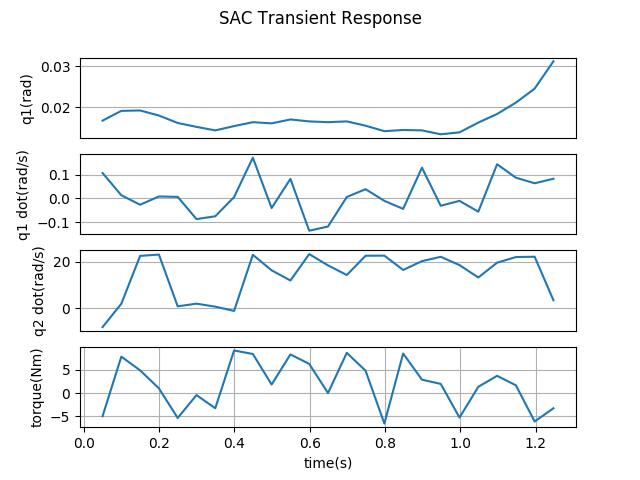 SAC Transient Response
q1(rad)
0.03
0.02
q1 dot(rad/s)
0.1
0.0
−0.1
q2 dot(rad/s)
20
0
torque(Nm)
5
0
−5
0.0 0.2 0.4 0.6 0.8 1.0 1.2
time(s)